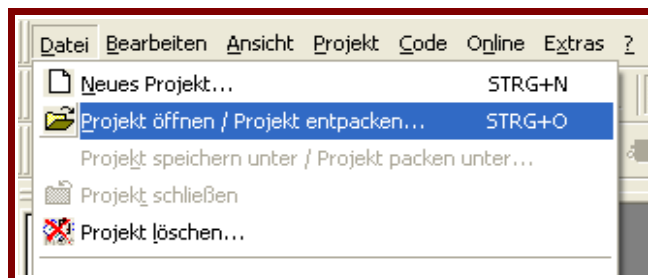 Datei Bearbeiten Ansicht Projekt Code Online Extras ?
Neues Projekt... STRG+N
Projekt öffnen / Projekt entpacken... STRG+O
Projekt speichern unter / Projekt packen unter...
Projekt schließen
Projekt löschen...